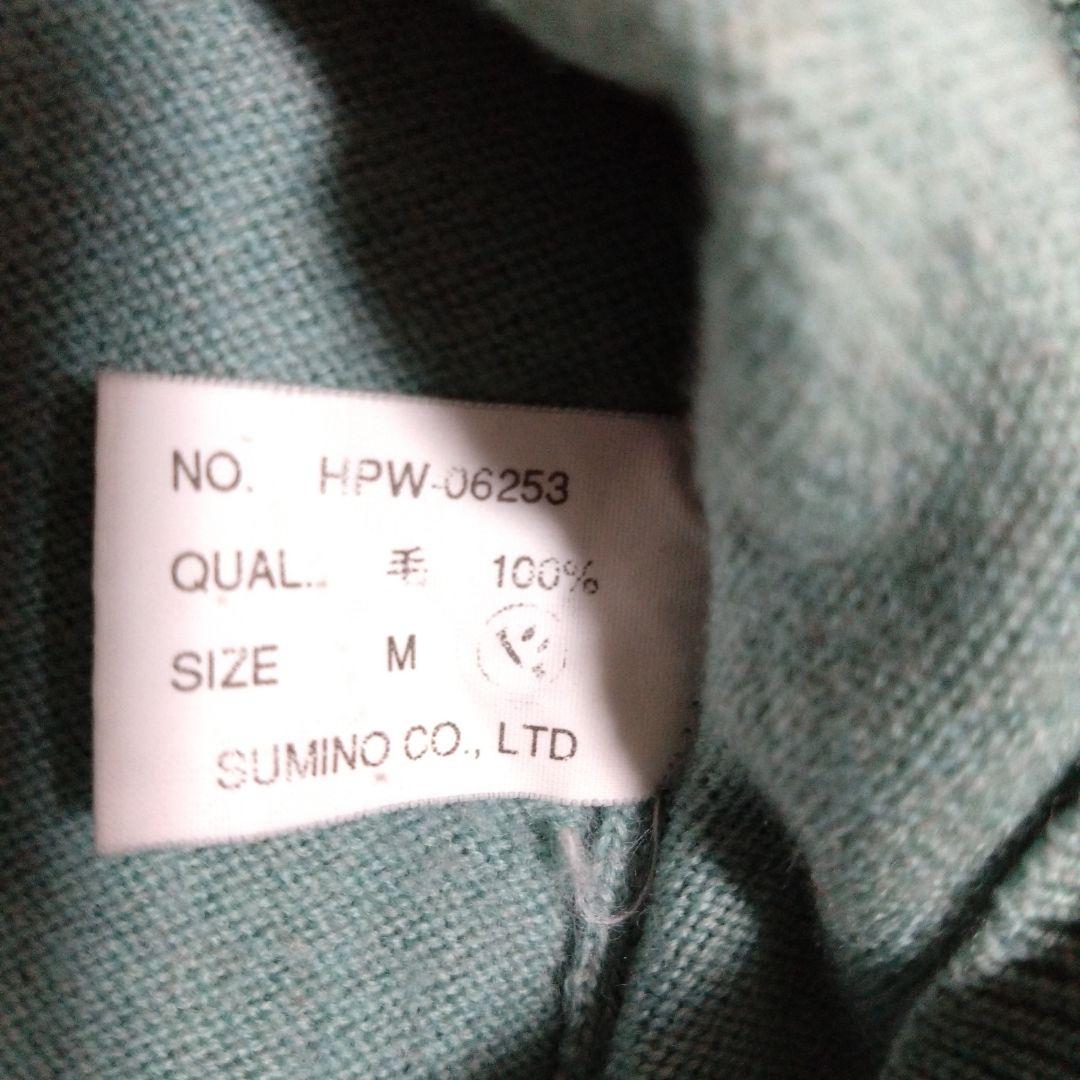 NO. HPW-06253
QUAL.. 毛 100%
SIZE M
SUMINO CO., LTD